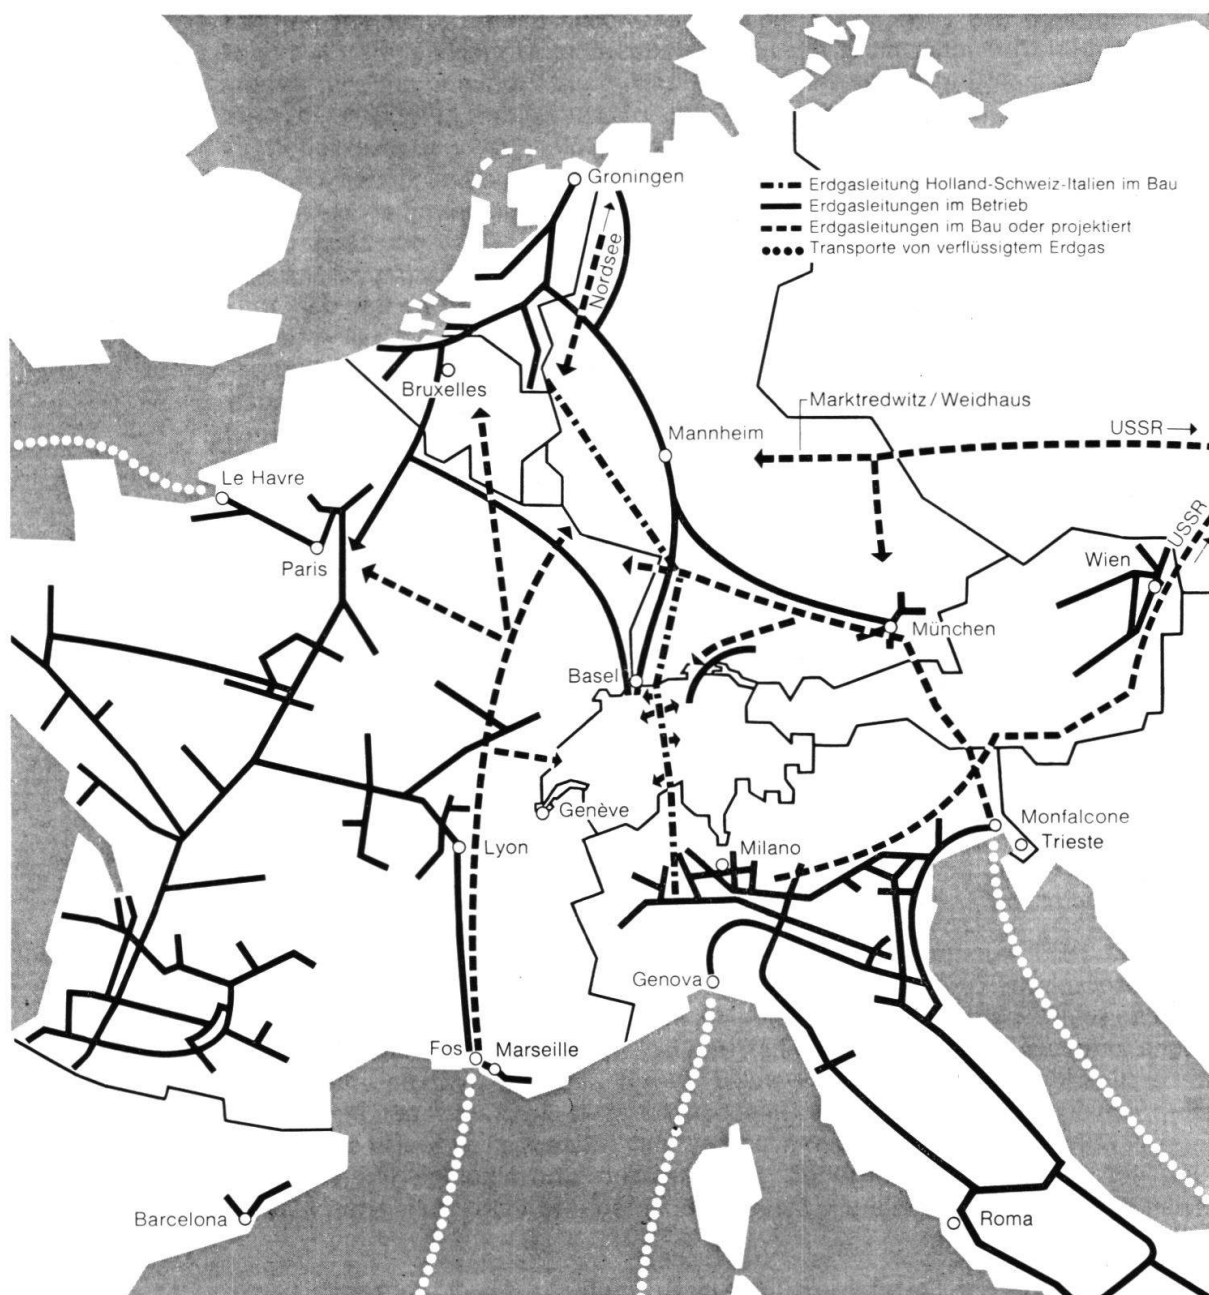 Groningen
Erdgasleitung Holland-Schweiz-Italien im Bau
Erdgasleitungen im Betrieb
Erdgasleitungen im Bau oder projektiert
Transporte von verflüssigtem Erdgas
Nordsee
Bruxelles
Marktredwitz/Weidhaus
Mannheim
USSR
Le Havre
USSR
Paris
Wien
München
Basel
Genève
Monfalcone
Trieste
Lyon
Milano
Genova
Fos
Marseille
Barcelona
Roma